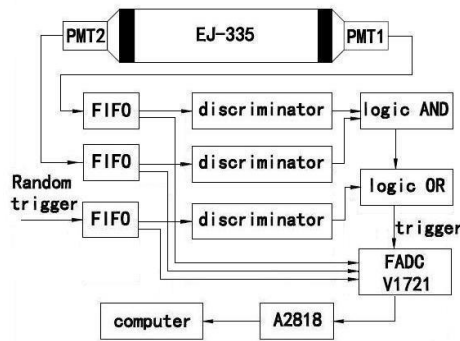 PMT2
EJ-335
PMT1
FIFO
discriminator
logic AND
FIFO
discriminator
Random
trigger
FIFO
discriminator
logic OR
trigger
FADC
V1721
computer
A2818